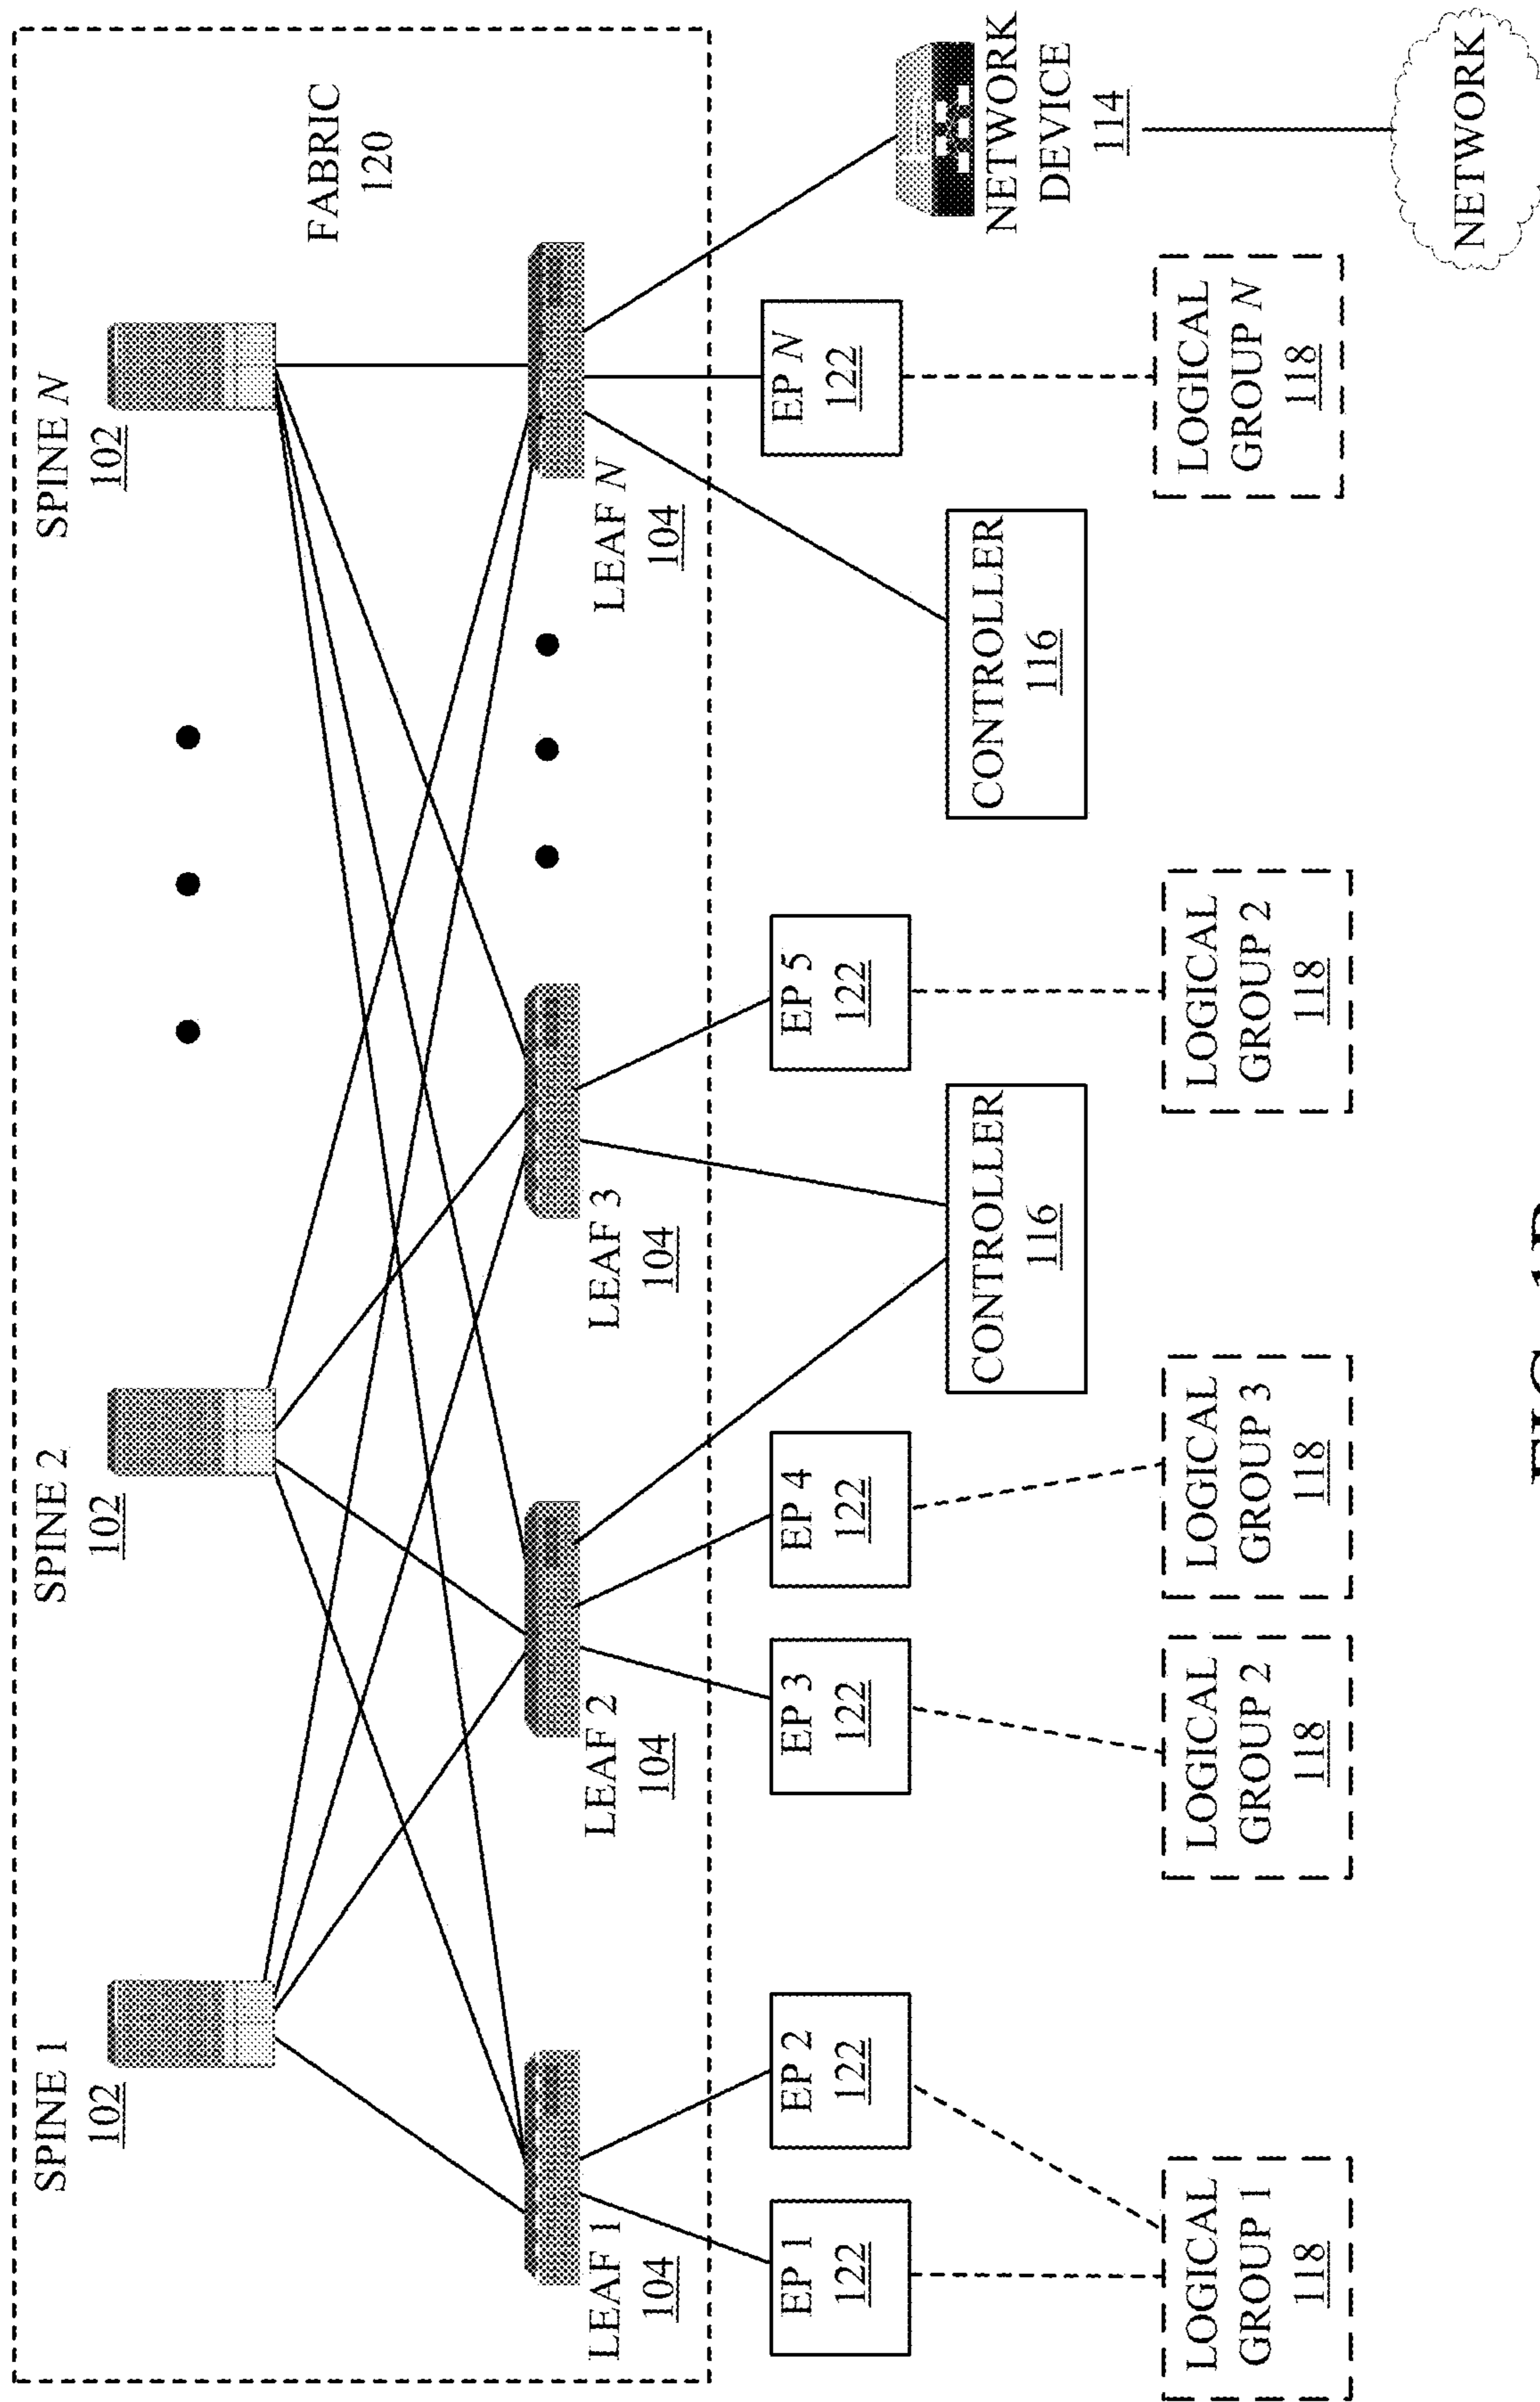 SPINE 1
102
SPINE 2
102
SPINE N
102
FABRIC
120
LEAF 1
104
LEAF 2
104
LEAF 3
104
LEAF N
104
EP 1
122
EP 2
122
EP 3
122
EP 4
122
EP 5
122
EP N
122
CONTROLLER
116
CONTROLLER
116
NETWORK
DEVICE
114
LOGICAL
GROUP 1
118
LOGICAL
GROUP 2
118
LOGICAL
GROUP 3
118
LOGICAL
GROUP 2
118
LOGICAL
GROUP N
118
NETWORK